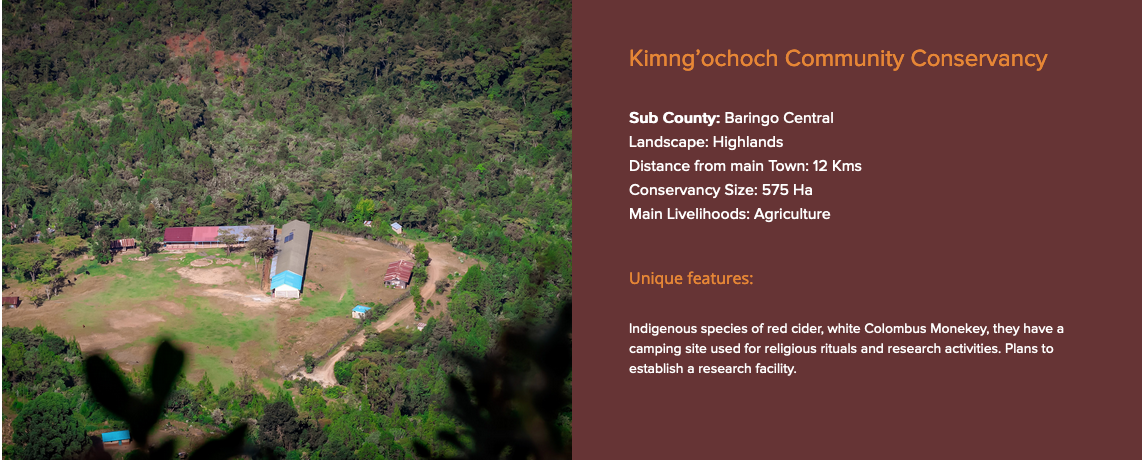 Kimng’ochoch Community Conservancy
Sub County: Baringo Central
Landscape: Highlands
Distance from main Town: 12 Kms
Conservancy Size: 575 Ha
Main Livelihoods: Agriculture
Unique features:
Indigenous species of red cider, white Colombus Monekey, they have a
camping site used for religious rituals and research activities. Plans to
establish a research facility.